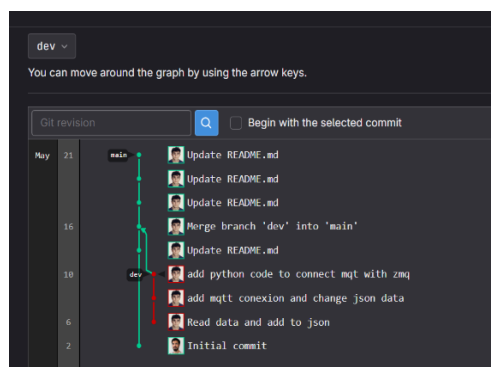 dev
You can move around the graph by using the arrow keys.
Git revision
Begin with the selected commit
May 21 main Update README.md
Update README.md
Update README.md
16 Merge branch 'dev' into 'main'
Update README.md
10 dev add python code to connect mqt with zmq
add mqtt conexion and change json data
6 Read data and add to json
2 Initial commit